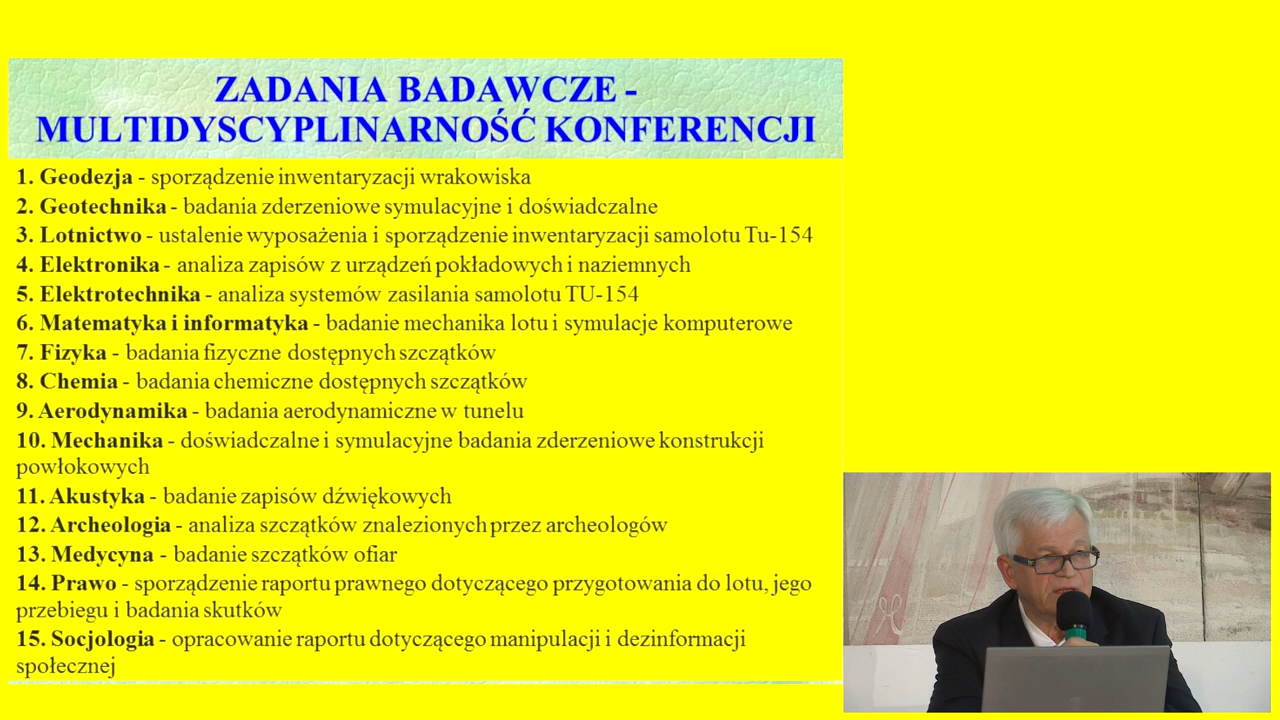 ZADANIA BADAWCZE -
MULTIDYSCYPLINARNOŚĆ KONFERENCJI
1. Geodezja - sporządzenie inwentaryzacji wrakowiska
2. Geotechnika - badania zderzeniowe symulacyjne i doświadczalne
3. Lotnictwo - ustalenie wyposażenia i sporządzenie inwentaryzacji samolotu Tu-154
4. Elektronika - analiza zapisów z urządzeń pokładowych i naziemnych
5. Elektrotechnika - analiza systemów zasilania samolotu TU-154
6. Matematyka i informatyka - badanie mechanika lotu i symulacje komputerowe
7. Fizyka - badania fizyczne dostępnych szczątków
8. Chemia - badania chemiczne dostępnych szczątków
9. Aerodynamika - badania aerodynamiczne w tunelu
10. Mechanika - doświadczalne i symulacyjne badania zderzeniowe konstrukcji
powłokowych
11. Akustyka - badanie zapisów dźwiękowych
12. Archeologia - analiza szczątków znalezionych przez archeologów
13. Medycyna - badanie szczątków ofiar
14. Prawo - sporządzenie raportu prawnego dotyczącego przygotowania do lotu, jego
przebiegu i badania skutków
15. Socjologia - opracowanie raportu dotyczącego manipulacji i dezinformacji
społecznej